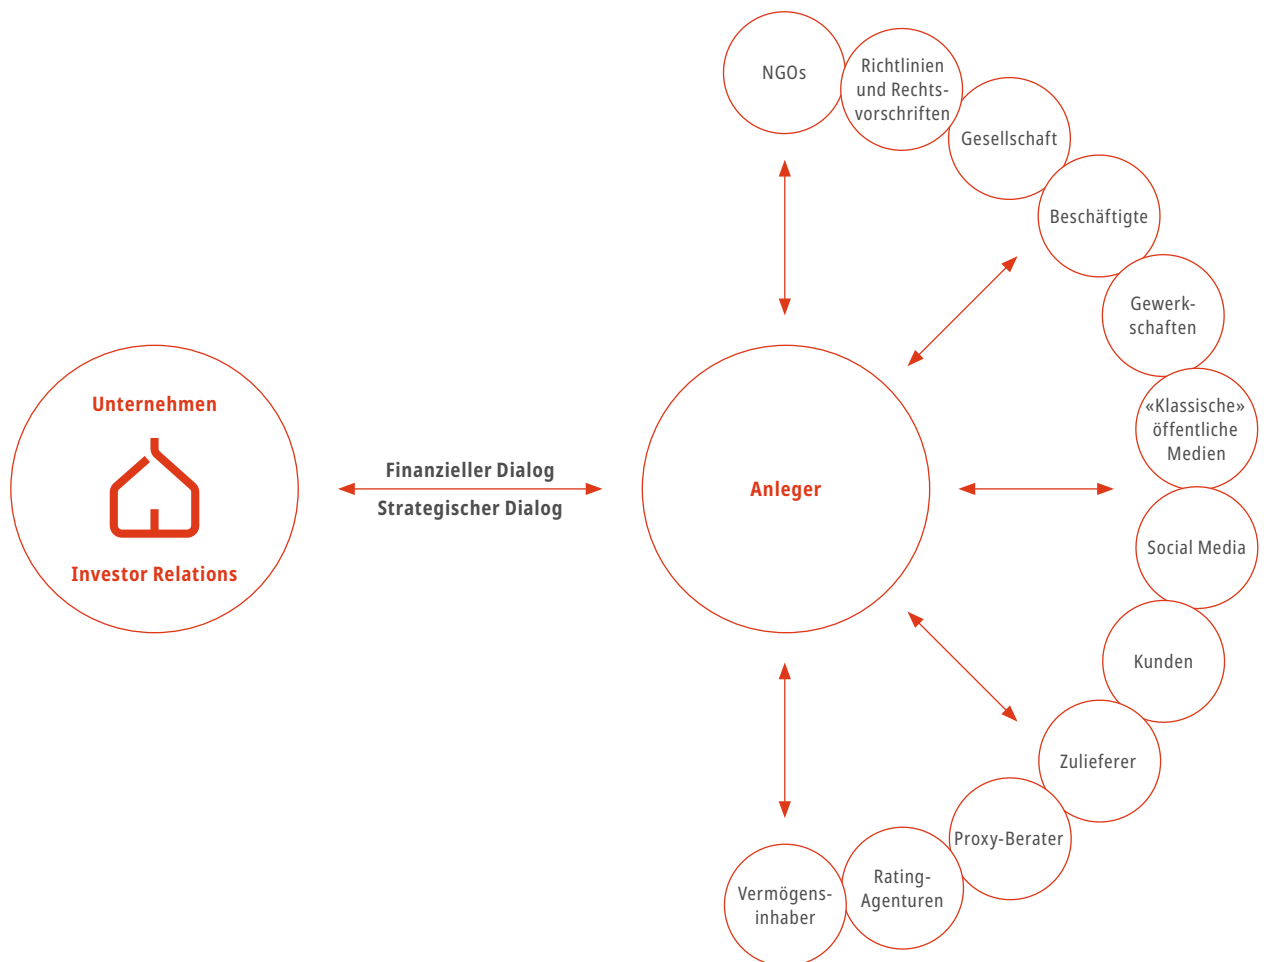 NGOs
Richtlinien
und Rechts-
vorschriften
Gesellschaft
Beschäftigte
Gewerk-
schaften
«Klassische»
öffentliche
Medien
Social Media
Kunden
Zulieferer
Proxy-Berater
Rating-
Agenturen
Vermögens-
inhaber
Unternehmen
Investor Relations
Finanzieller Dialog
Strategischer Dialog
Anleger